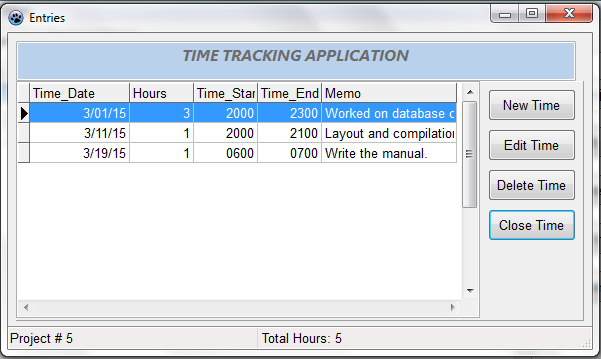 Entries
TIME TRACKING APPLICATION
Time_Date Hours Time_Star Time_End Memo
3/01/15 3 2000 2300 Worked on database c
3/11/15 1 2000 2100 Layout and compilation
3/19/15 1 0600 0700 Write the manual.
New Time
Edit Time
Delete Time
Close Time
Project # 5 Total Hours: 5